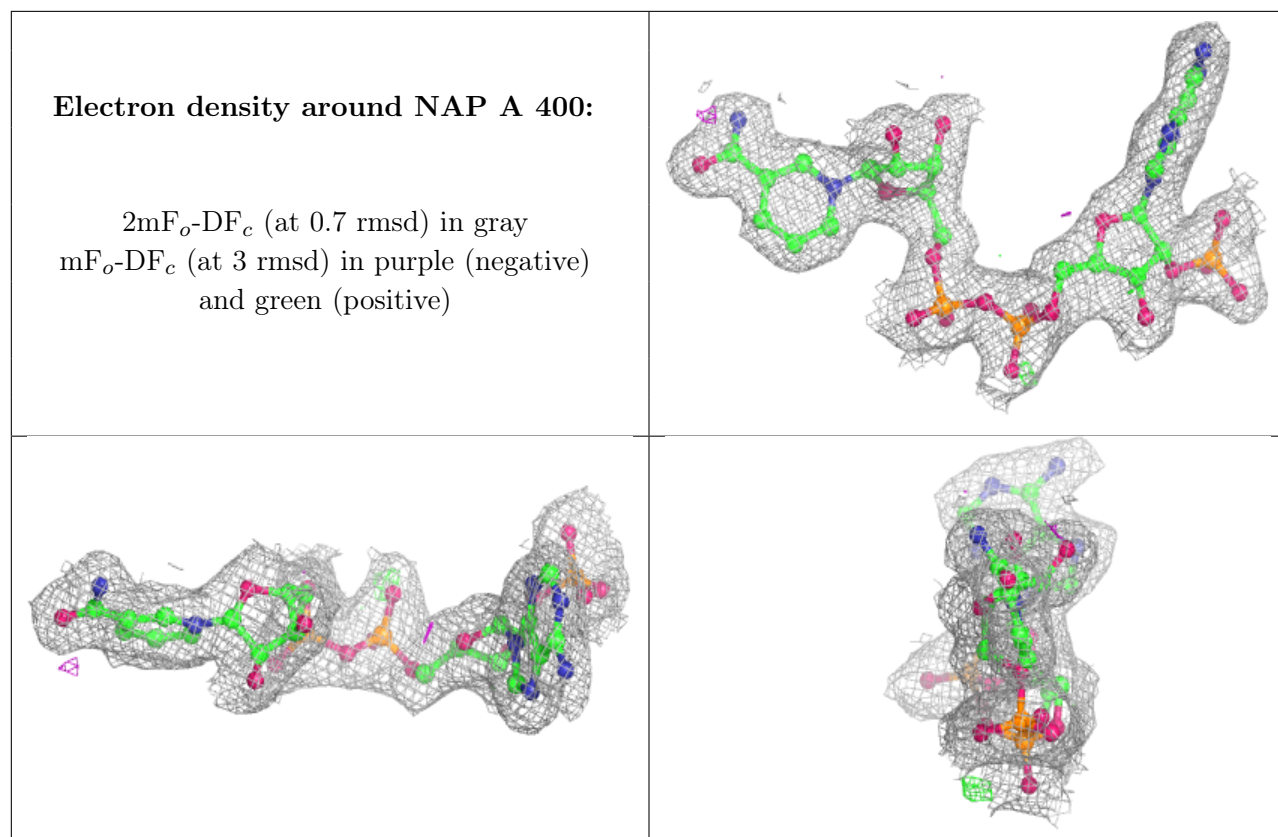 Electron density around NAP A 400:
2mFo-DFc (at 0.7 rmsd) in gray
mFo-DFc (at 3 rmsd) in purple (negative)
and green (positive)